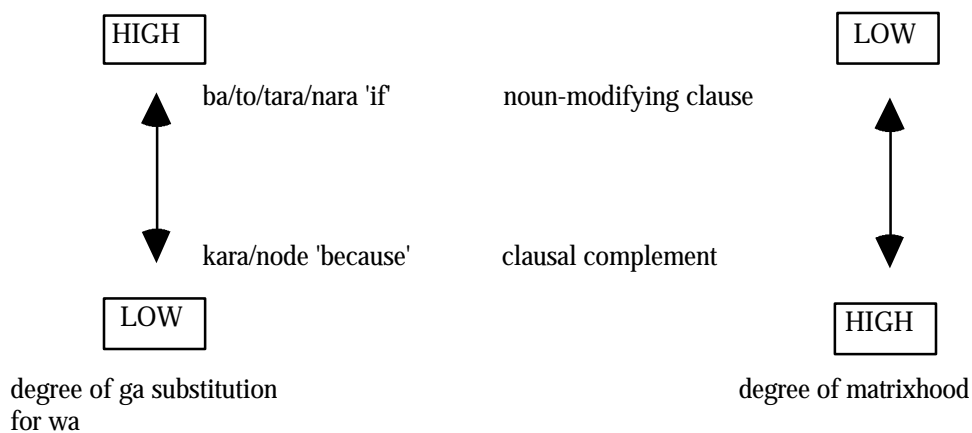 HIGH LOW
ba/to/tara/nara 'if' noun-modifying clause
kara/node 'because' clausal complement
LOW HIGH
degree of ga substitution degree of matrixhood
for wa